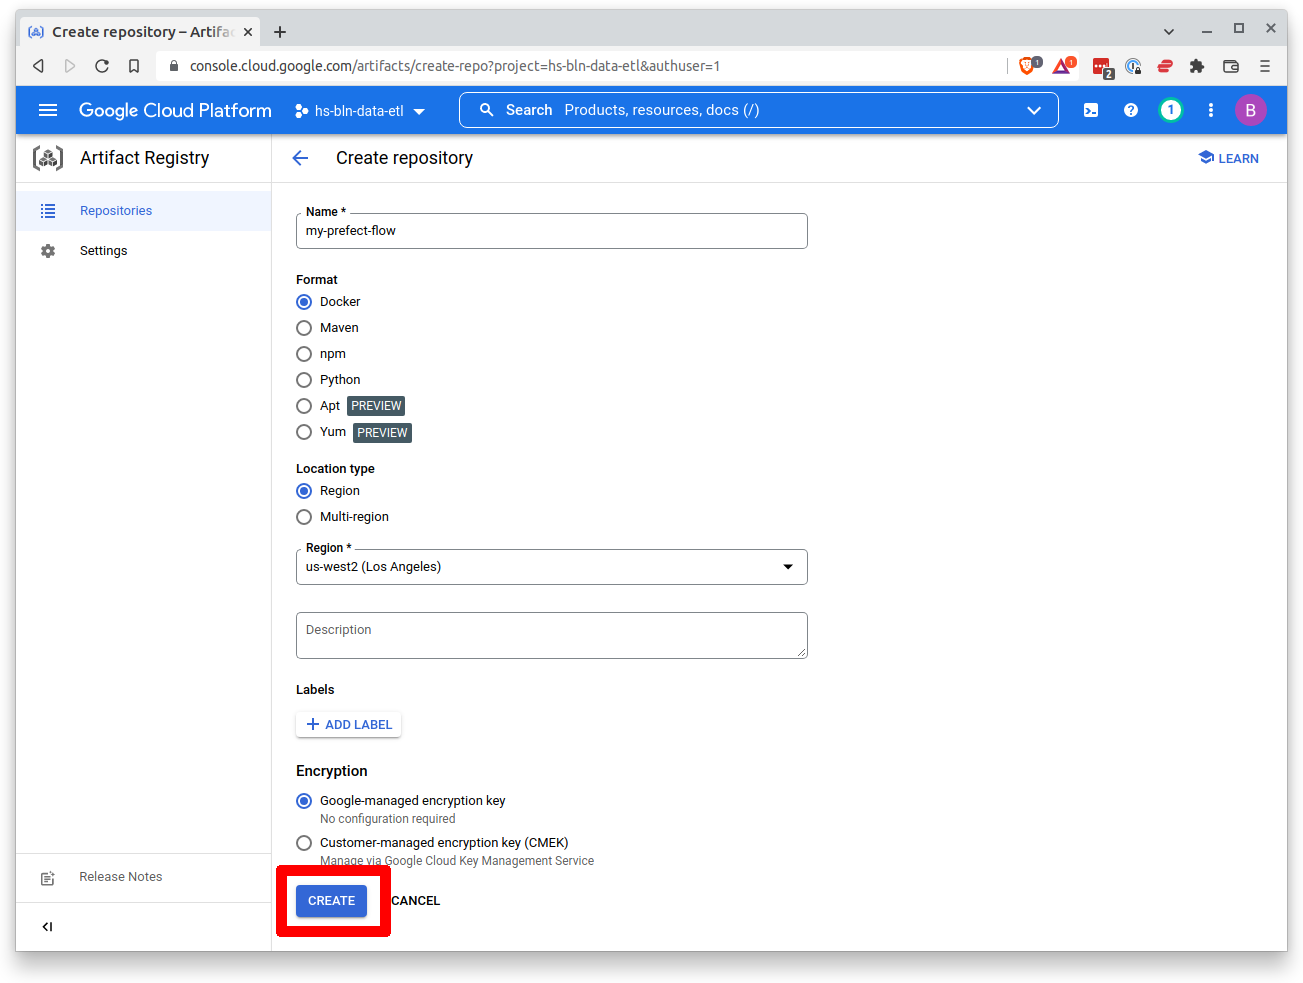 Create repository – Artifa
console.cloud.google.com/artifacts/create-repo?project=hs-bln-data-etl&authuser=1
1
1
2
Google Cloud Platform
hs-bln-data-etl
Search Products, resources, docs (/)
1
B
Artifact Registry
Create repository
LEARN
Repositories
Settings
Name *
my-prefect-flow
Format
Docker
Maven
npm
Python
Apt PREVIEW
Yum PREVIEW
Location type
Region
Multi-region
Region *
us-west2 (Los Angeles)
Description
Labels
ADD LABEL
Encryption
Google-managed encryption key
No configuration required
Customer-managed encryption key (CMEK)
Manage via Google Cloud Key Management Service
Release Notes
CREATE
CANCEL